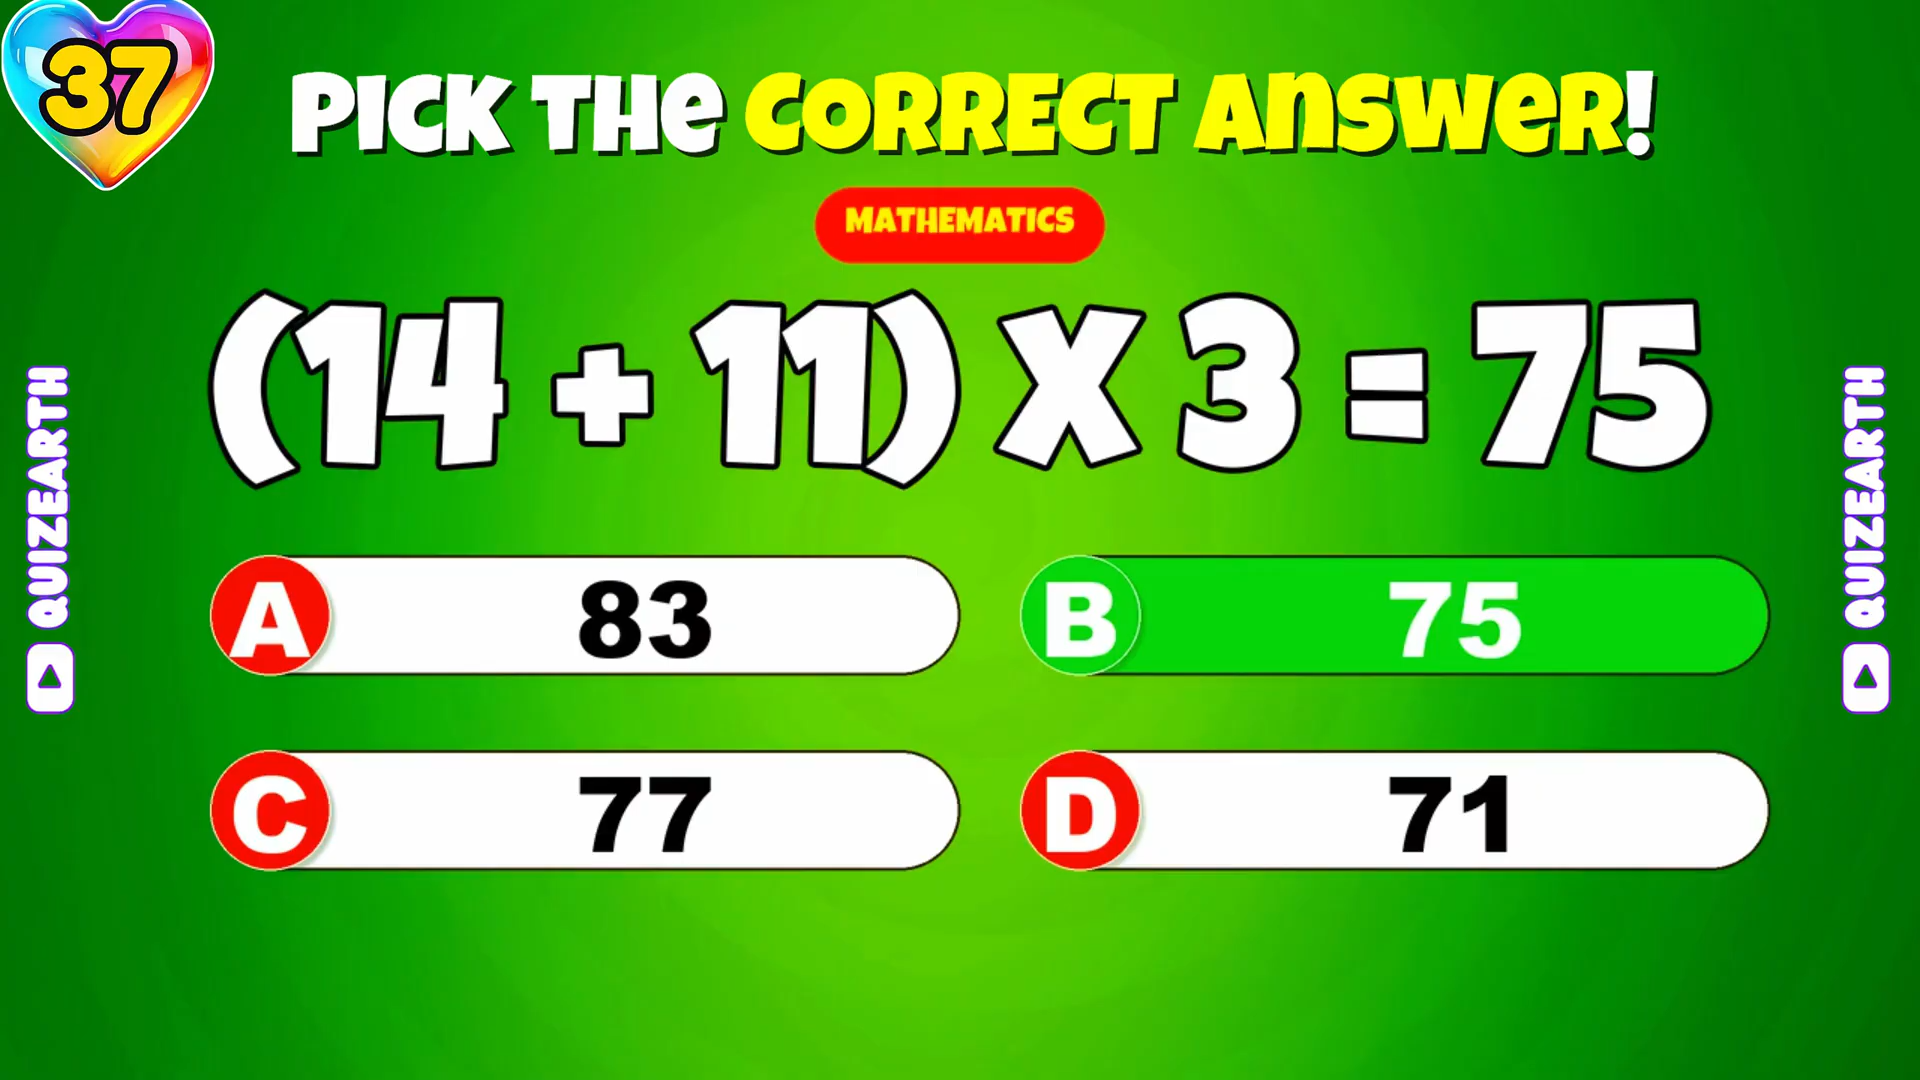 37
PICK THE CORRECT ANSWER!
MATHEMATICS
(14 + 11) X 3 = 75
A 83
B 75
C 77
D 71
QUIZEARTH
QUIZEARTH